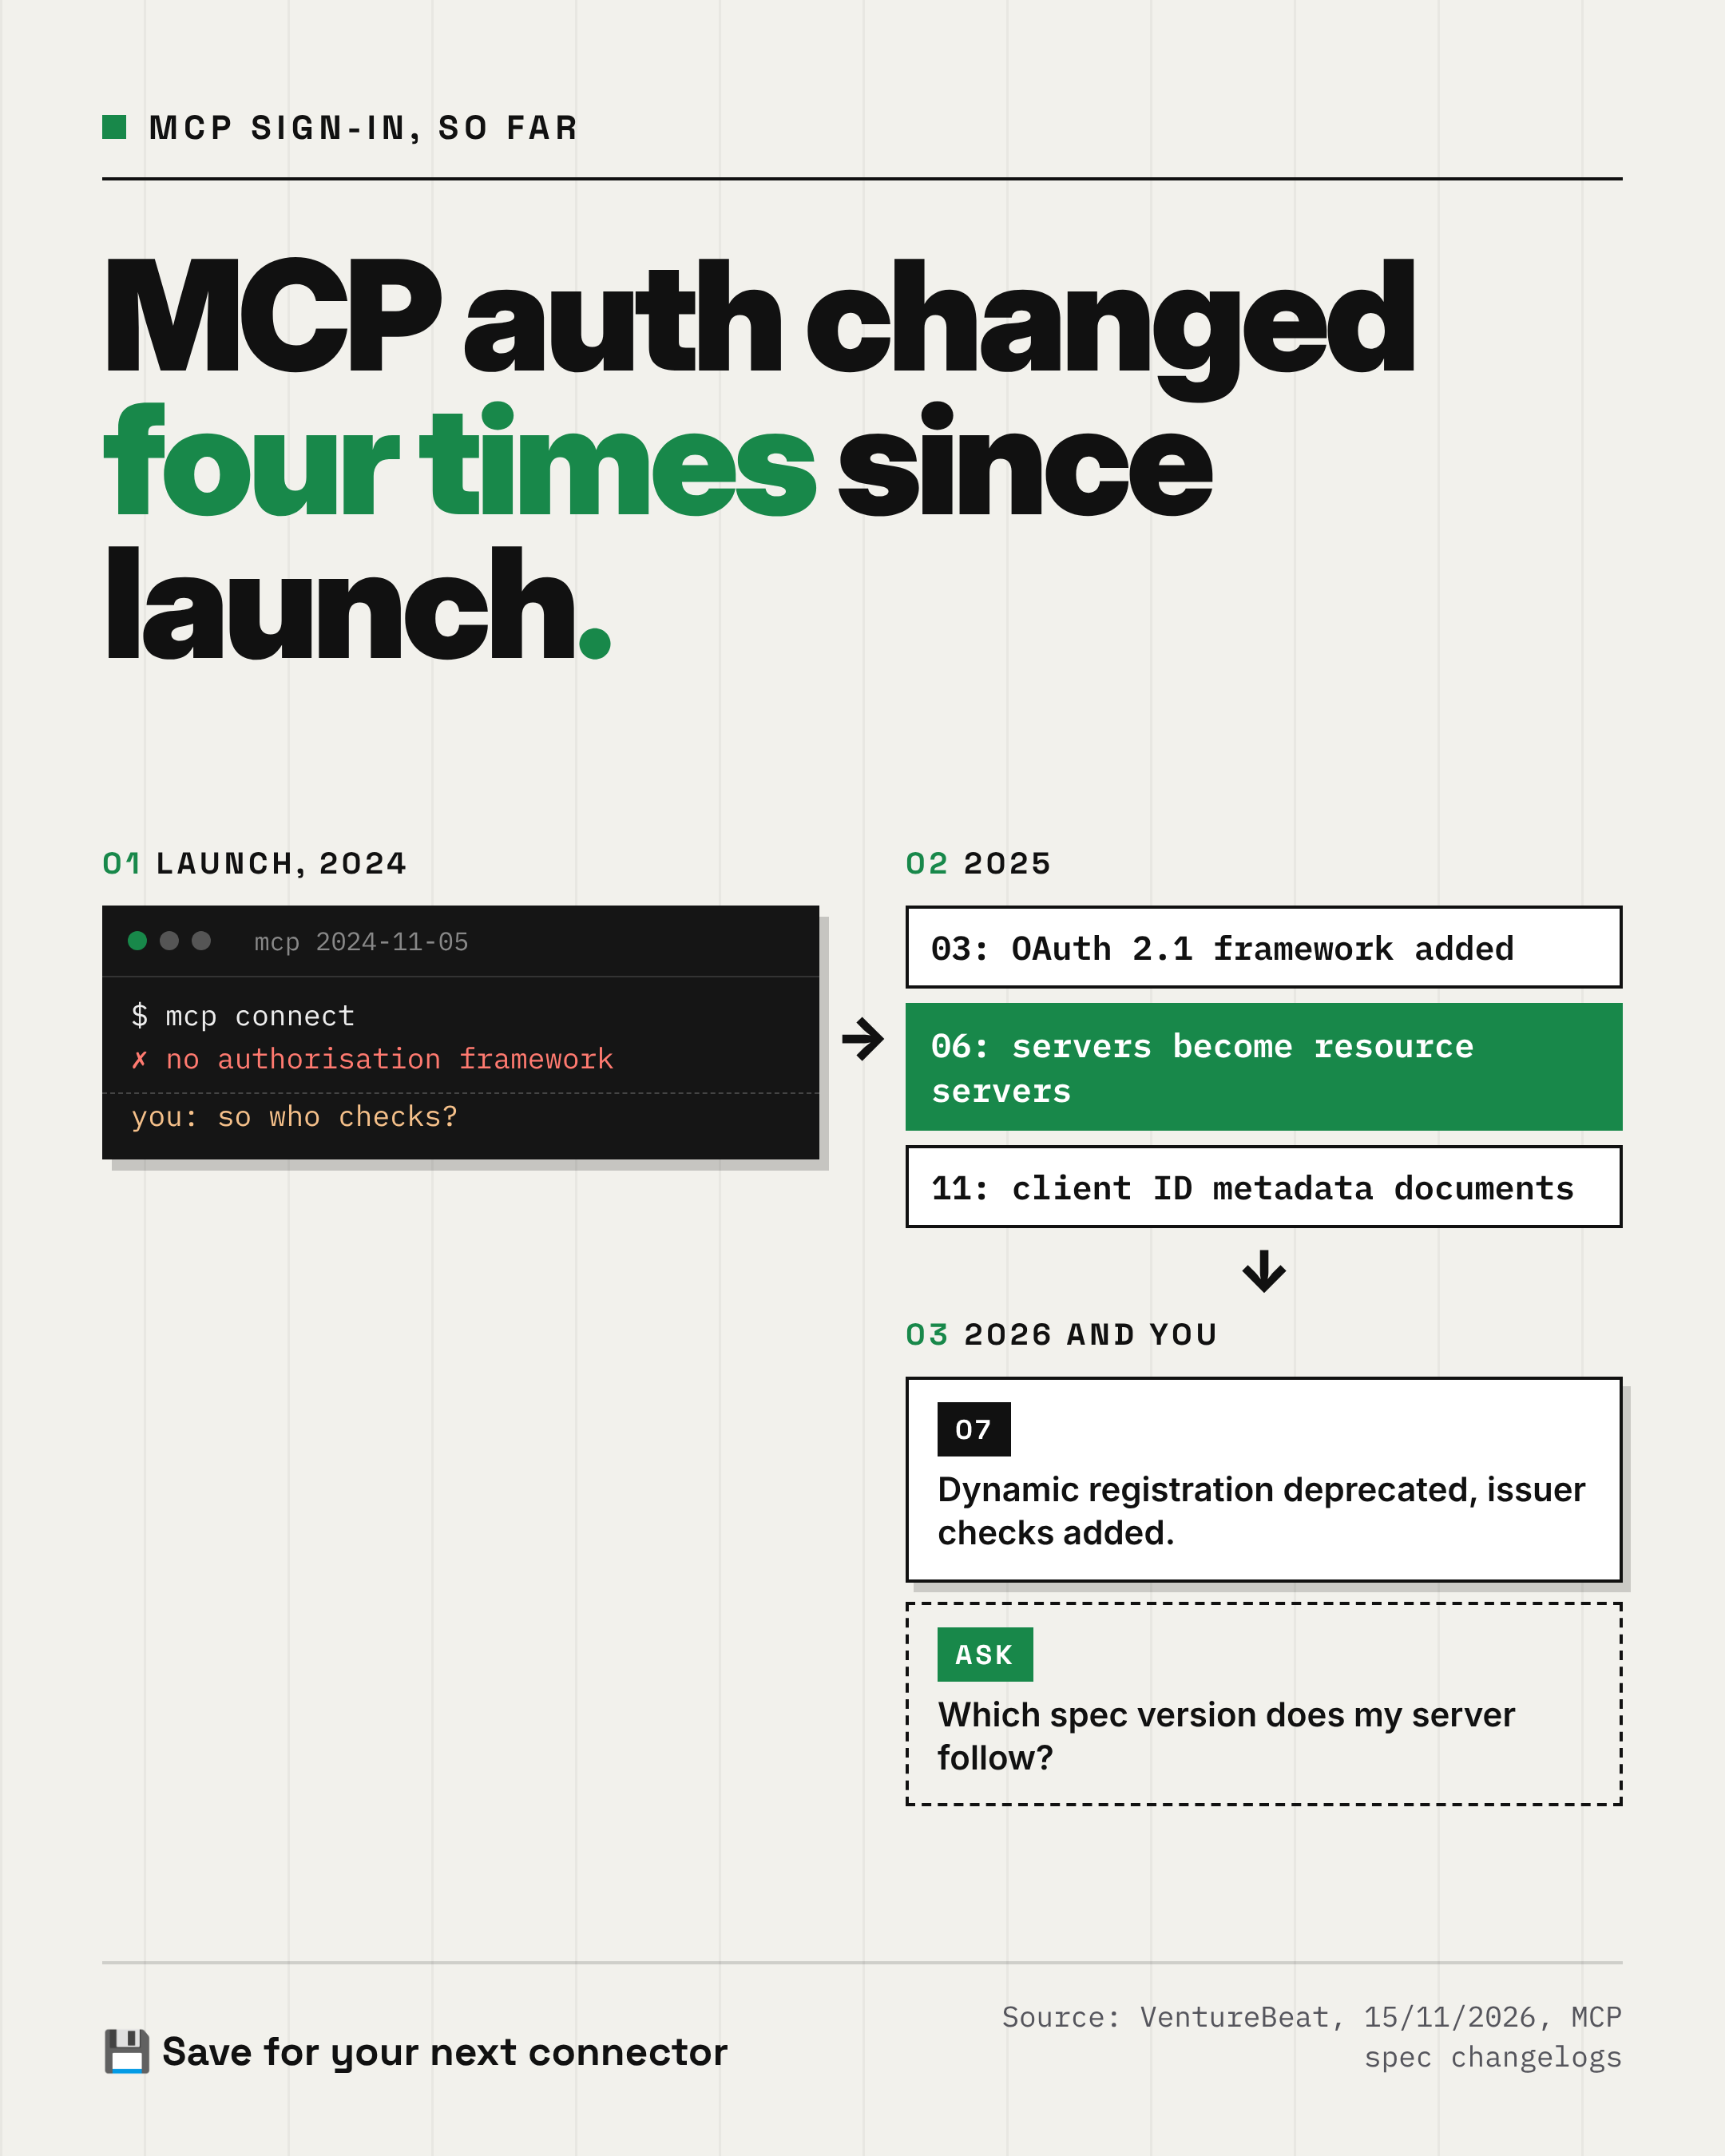 MCP SIGN-IN, SO FAR
MCP auth changed
four times since
launch.
01 LAUNCH, 2024
mcp 2024-11-05
$ mcp connect
✗ no authorisation framework
you: so who checks?
→
02 2025
03: OAuth 2.1 framework added
06: servers become resource
servers
11: client ID metadata documents
↓
03 2026 AND YOU
07
Dynamic registration deprecated, issuer
checks added.
ASK
Which spec version does my server
follow?
💾 Save for your next connector
Source: VentureBeat, 15/11/2026, MCP
spec changelogs